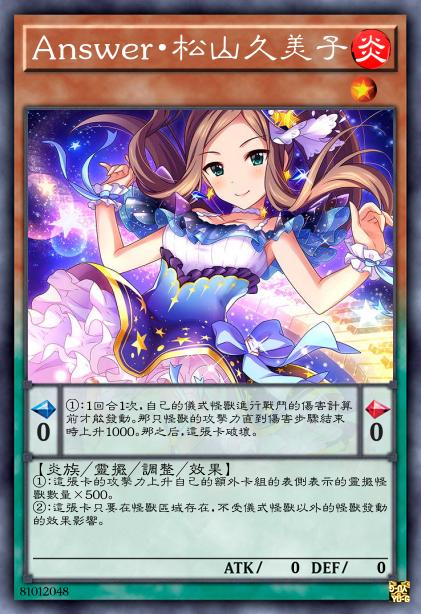 Answer·松山久美子 炎
①:1回合1次,自己的儀式怪獸進行戰鬥的傷害計算
前才能發動。那只怪獸的攻擊力直到傷害步驟結束
時上升1000。那之后,這張卡破壞。
0 0
【炎族/靈擺/調整/效果】
①:這張卡的攻擊力上升自己的額外卡組的表側表示的靈擺怪
獸數量×500。
②:這張卡只要在怪獸區域存在,不受儀式怪獸以外的怪獸發動
的效果影響。
ATK/ 0 DEF/ 0
81012048